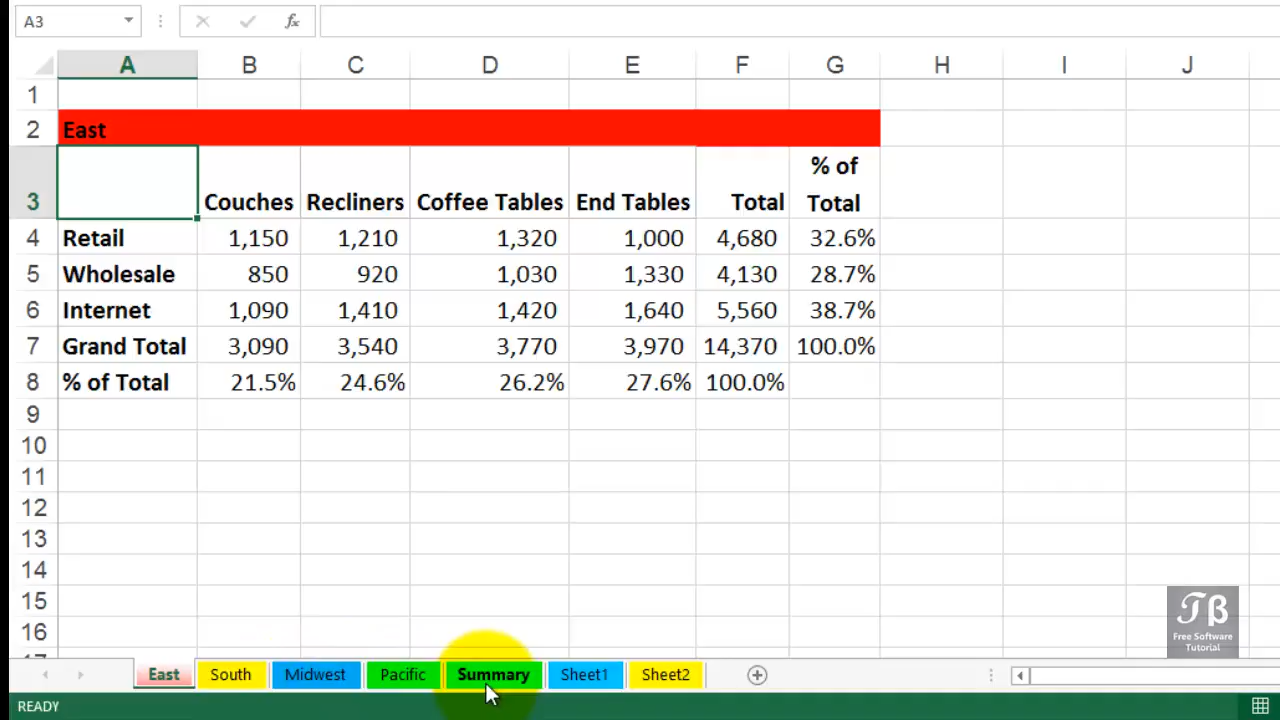 A3 fx
A B C D E F G H I J
1
2 East
% of
3 Couches Recliners Coffee Tables End Tables Total Total
4 Retail 1,150 1,210 1,320 1,000 4,680 32.6%
5 Wholesale 850 920 1,030 1,330 4,130 28.7%
6 Internet 1,090 1,410 1,420 1,640 5,560 38.7%
7 Grand Total 3,090 3,540 3,770 3,970 14,370 100.0%
8 % of Total 21.5% 24.6% 26.2% 27.6% 100.0%
9
10
11
12
13
14
15
16
17
Tβ
Free Software
Tutorial
East South Midwest Pacific Summary Sheet1 Sheet2
READY